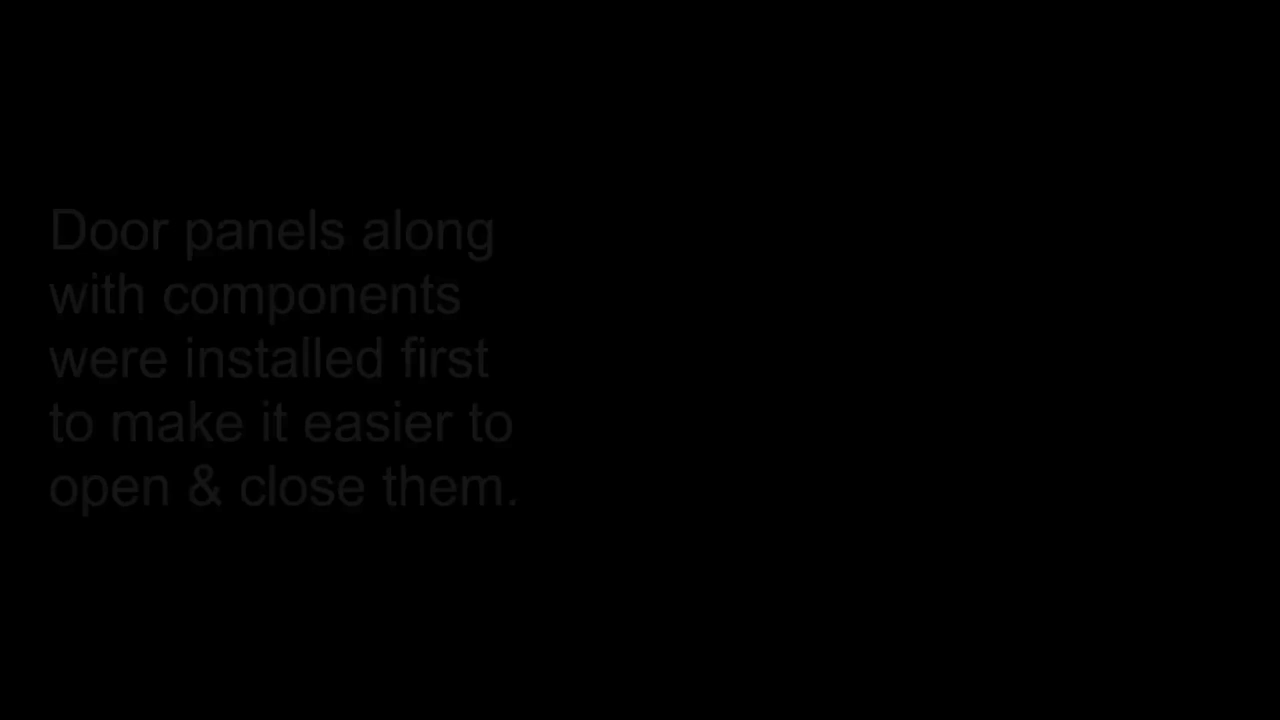 Door panels along
with components
were installed first
to make it easier to
open & close them.